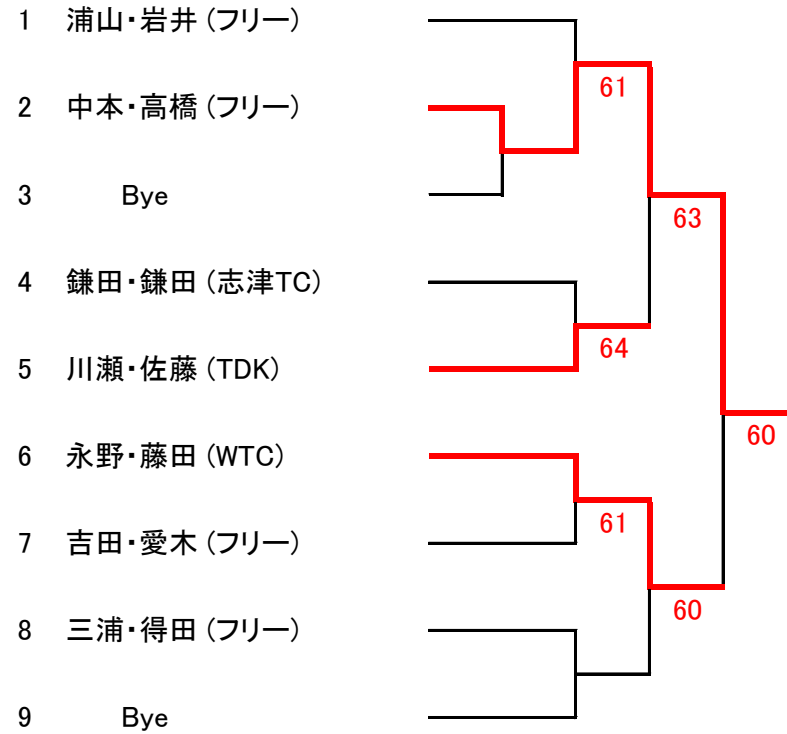 1 浦山・岩井 (フリー)
61
2 中本・高橋 (フリー)
3 Bye
63
4 鎌田・鎌田 (志津TC)
64
5 川瀬・佐藤 (TDK)
60
6 永野・藤田 (WTC)
61
7 吉田・愛木 (フリー)
60
8 三浦・得田 (フリー)
9 Bye